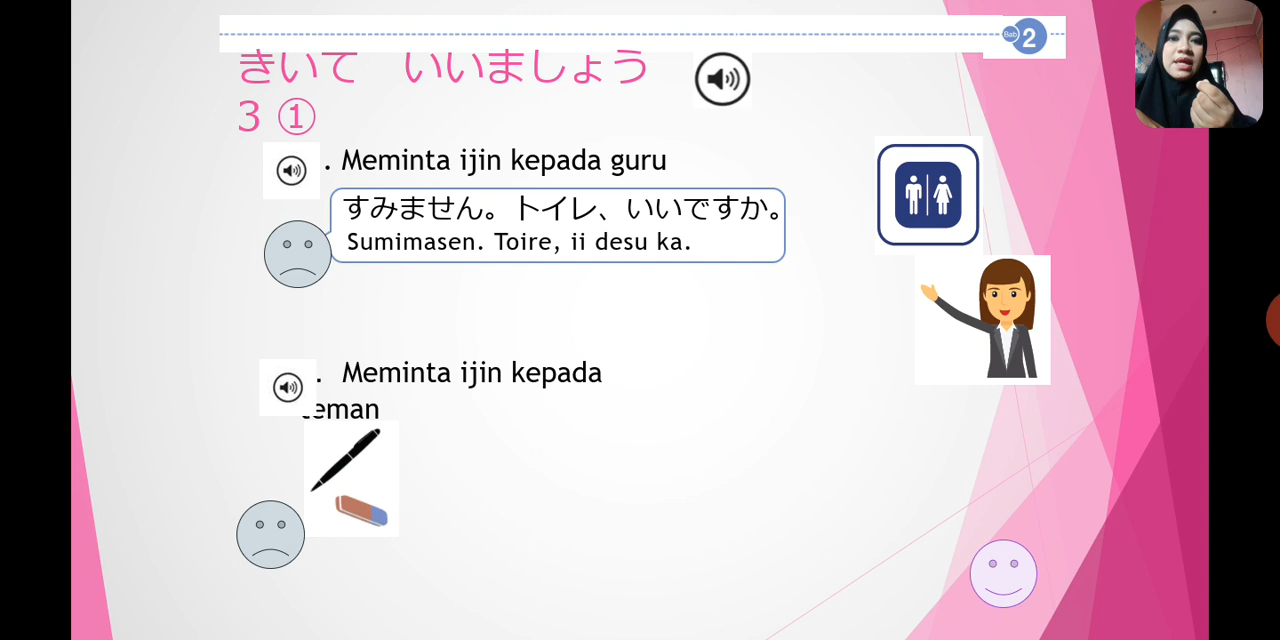 Bab 2
きいて　いいましょう
3 ①
. Meminta ijin kepada guru
すみません。トイレ、いいですか。
Sumimasen. Toire, ii desu ka.
. Meminta ijin kepada
teman